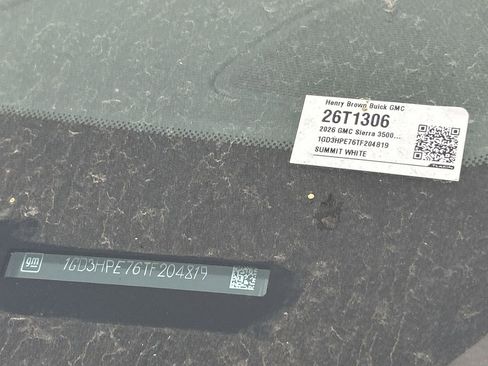 Henry Brown Buick GMC
26T1306
2026 GMC Sierra 3500...
1GD3HPE76TF204819
SUMMIT WHITE
gm
1GD3HPE76TF204819